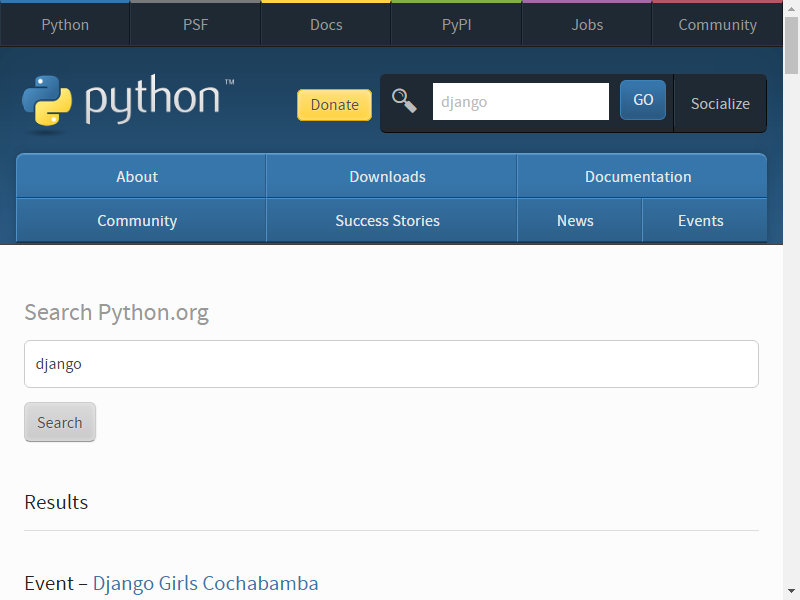 Python PSF Docs PyPI Jobs Community
python™ Donate django GO Socialize
About Downloads Documentation
Community Success Stories News Events
Search Python.org
django
Search
Results
Event – Django Girls Cochabamba